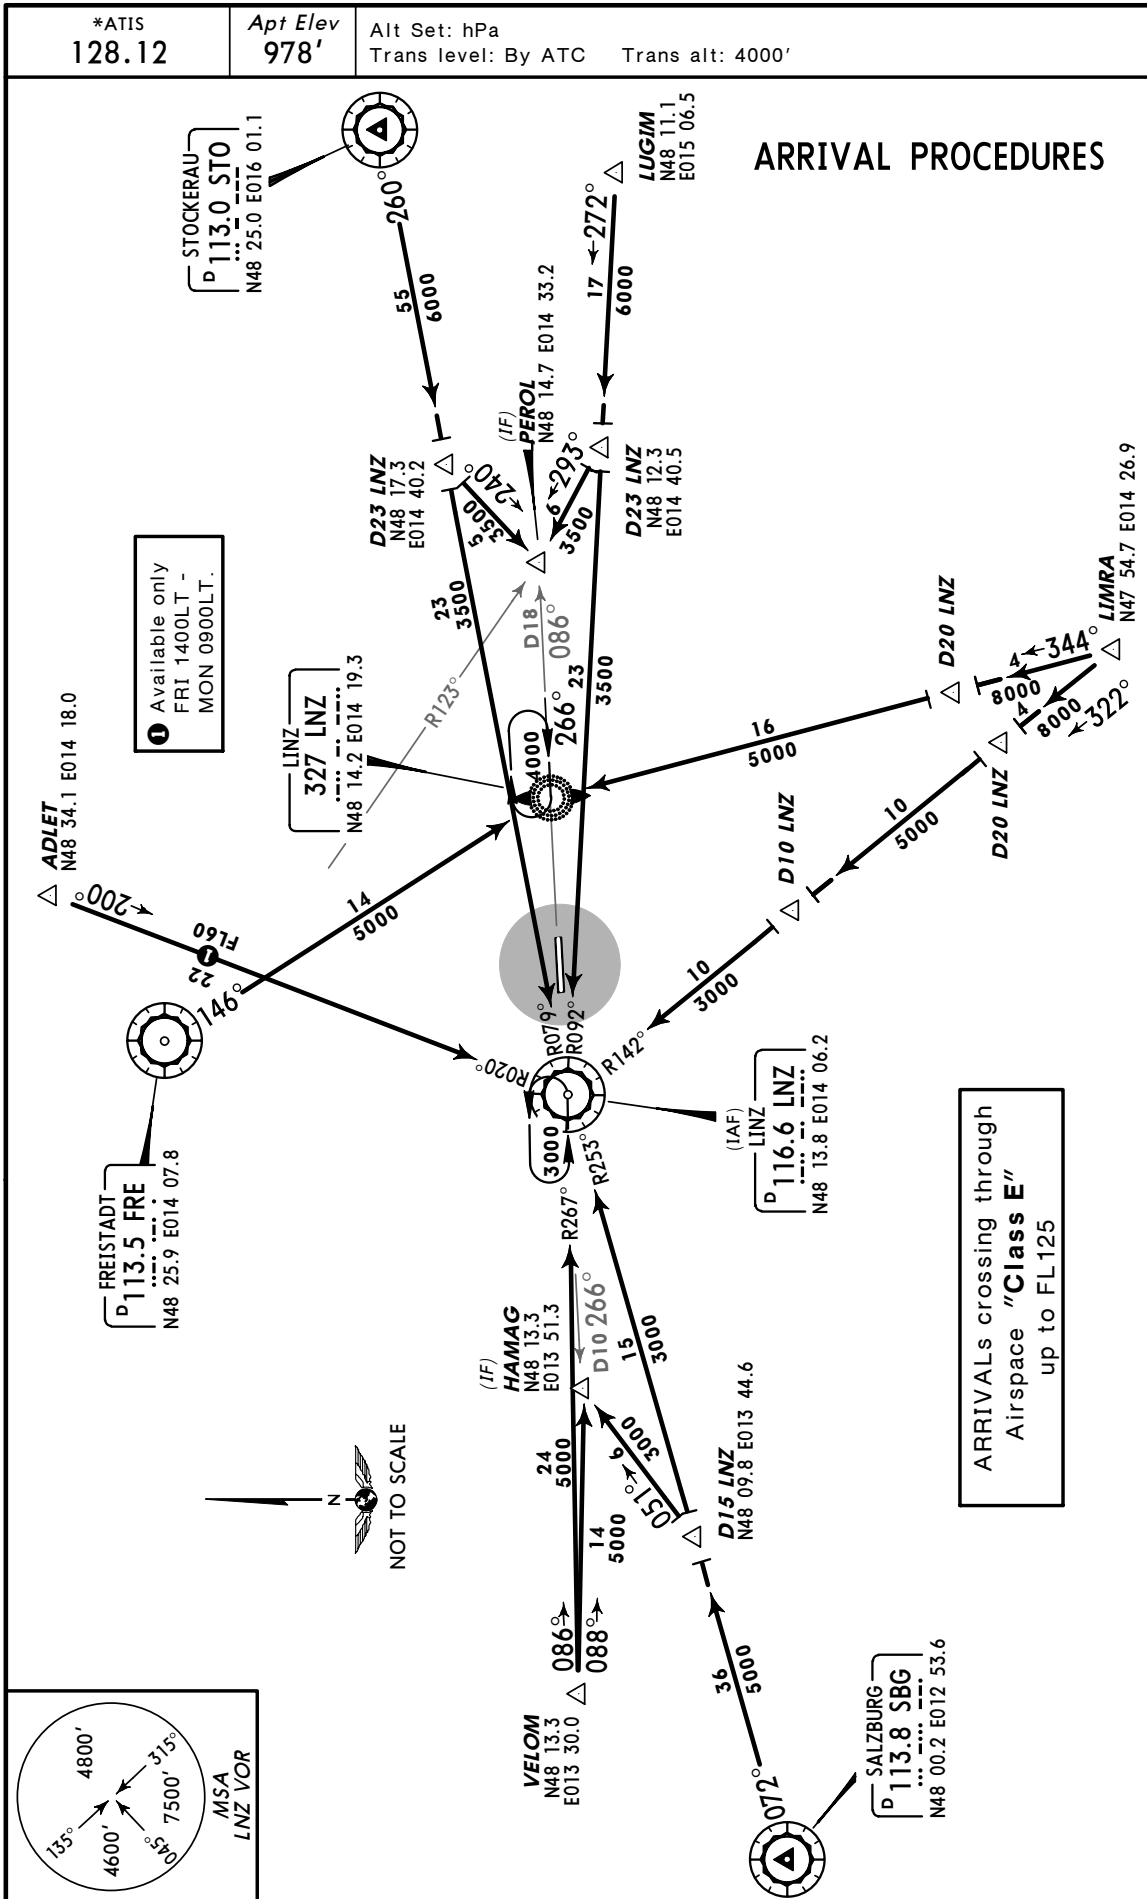 *ATIS
128.12
Apt Elev
978'
Alt Set: hPa
Trans level: By ATC Trans alt: 4000'
ARRIVAL PROCEDURES
STOCKERAU
D 113.0 STO
N48 25.0 E016 01.1
260°
55
6000
LUGIM
N48 11.1
E015 06.5
272°
17
6000
D23 LNZ
N48 17.3
E014 40.2
240°
5
3500
23
3500
(IF)
PEROL
N48 14.7 E014 33.2
293°
6
3500
D23 LNZ
N48 12.3
E014 40.5
23
3500
D18
086°
R123°
1 Available only
FRI 1400LT -
MON 0900LT.
LINZ
327 LNZ
N48 14.2 E014 19.3
4000
266°
ADLET
N48 34.1 E014 18.0
200°
FL60
1
22
R020°
146°
14
5000
FREISTADT
D 113.5 FRE
N48 25.9 E014 07.8
LIMRA
N47 54.7 E014 26.9
344°
4
8000
D20 LNZ
16
5000
322°
4
8000
D20 LNZ
10
5000
D10 LNZ
10
3000
R142°
R079°
R092°
3000
(IAF)
LINZ
D 116.6 LNZ
N48 13.8 E014 06.2
R267°
R253°
(IF)
HAMAG
N48 13.3
E013 51.3
D10 266°
24
5000
14
5000
086°
088°
VELOM
N48 13.3
E013 30.0
15
3000
051°
6
3000
D15 LNZ
N48 09.8 E013 44.6
36
5000
072°
SALZBURG
D 113.8 SBG
N48 00.2 E012 53.6
ARRIVALs crossing through
Airspace "Class E"
up to FL125
N
NOT TO SCALE
135°
4800'
315°
4600'
7500'
045°
MSA
LNZ VOR